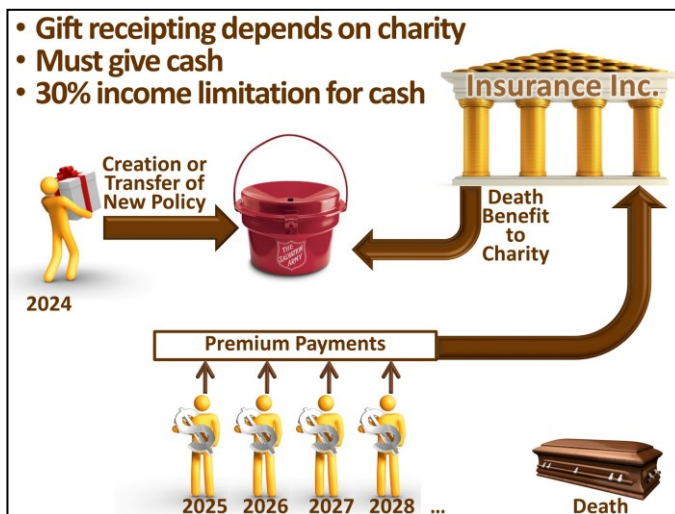 • Gift receipting depends on charity
• Must give cash
• 30% income limitation for cash
Insurance Inc.
Creation or
Transfer of
New Policy
THE
SALVATION
ARMY
Death
Benefit
to
Charity
2024
Premium Payments
$ $ $ $
2025 2026 2027 2028 ...
Death